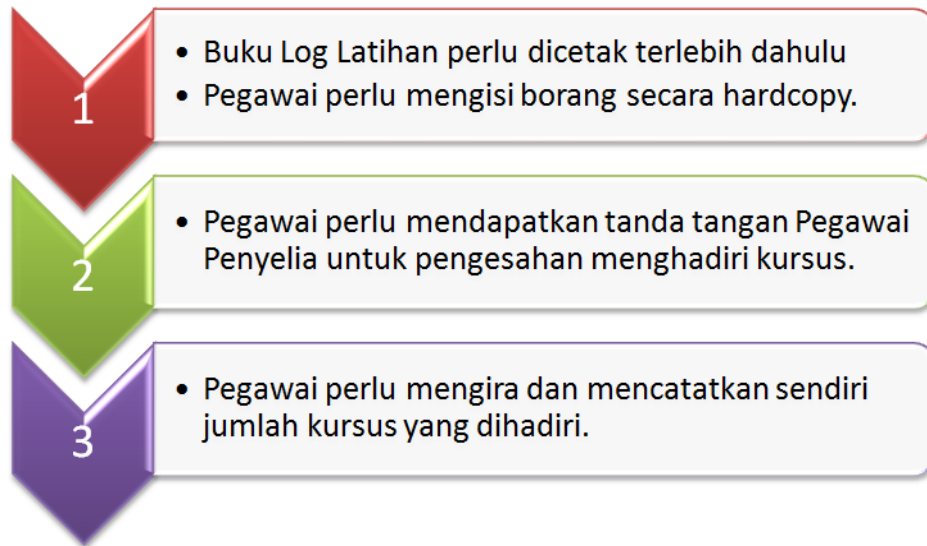 1
• Buku Log Latihan perlu dicetak terlebih dahulu
• Pegawai perlu mengisi borang secara hardcopy.
2
• Pegawai perlu mendapatkan tanda tangan Pegawai
Penyelia untuk pengesahan menghadiri kursus.
3
• Pegawai perlu mengira dan mencatatkan sendiri
jumlah kursus yang dihadiri.